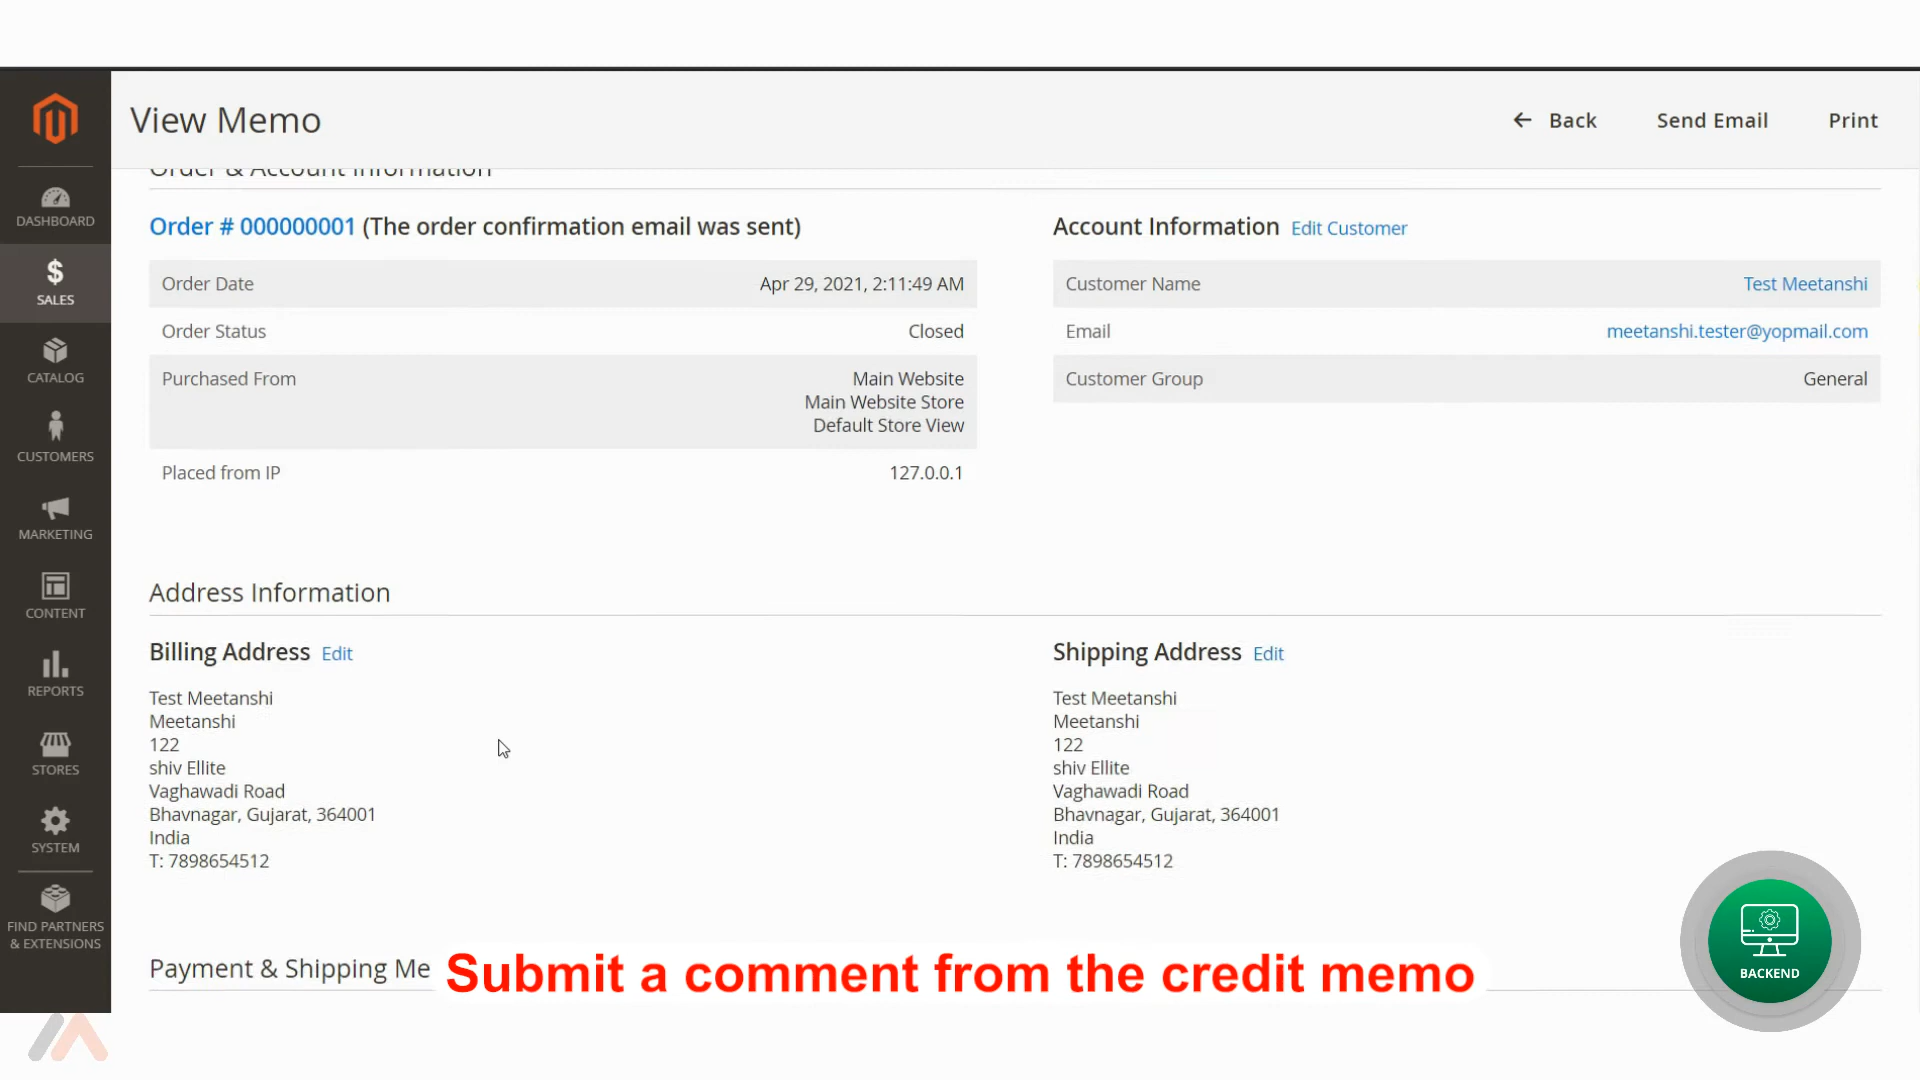 View Memo
Back
Send Email
Print
Order & Account Information
Order # 000000001 (The order confirmation email was sent)
Account Information Edit Customer
Order Date
Apr 29, 2021, 2:11:49 AM
Customer Name
Test Meetanshi
Order Status
Closed
Email
meetanshi.tester@yopmail.com
Purchased From
Main Website
Main Website Store
Default Store View
Customer Group
General
Placed from IP
127.0.0.1
DASHBOARD
SALES
CATALOG
CUSTOMERS
MARKETING
CONTENT
REPORTS
STORES
SYSTEM
FIND PARTNERS
& EXTENSIONS
Address Information
Billing Address Edit
Test Meetanshi
Meetanshi
122
shiv Ellite
Vaghawadi Road
Bhavnagar, Gujarat, 364001
India
T: 7898654512
Shipping Address Edit
Test Meetanshi
Meetanshi
122
shiv Ellite
Vaghawadi Road
Bhavnagar, Gujarat, 364001
India
T: 7898654512
Payment & Shipping Me
Submit a comment from the credit memo
BACKEND